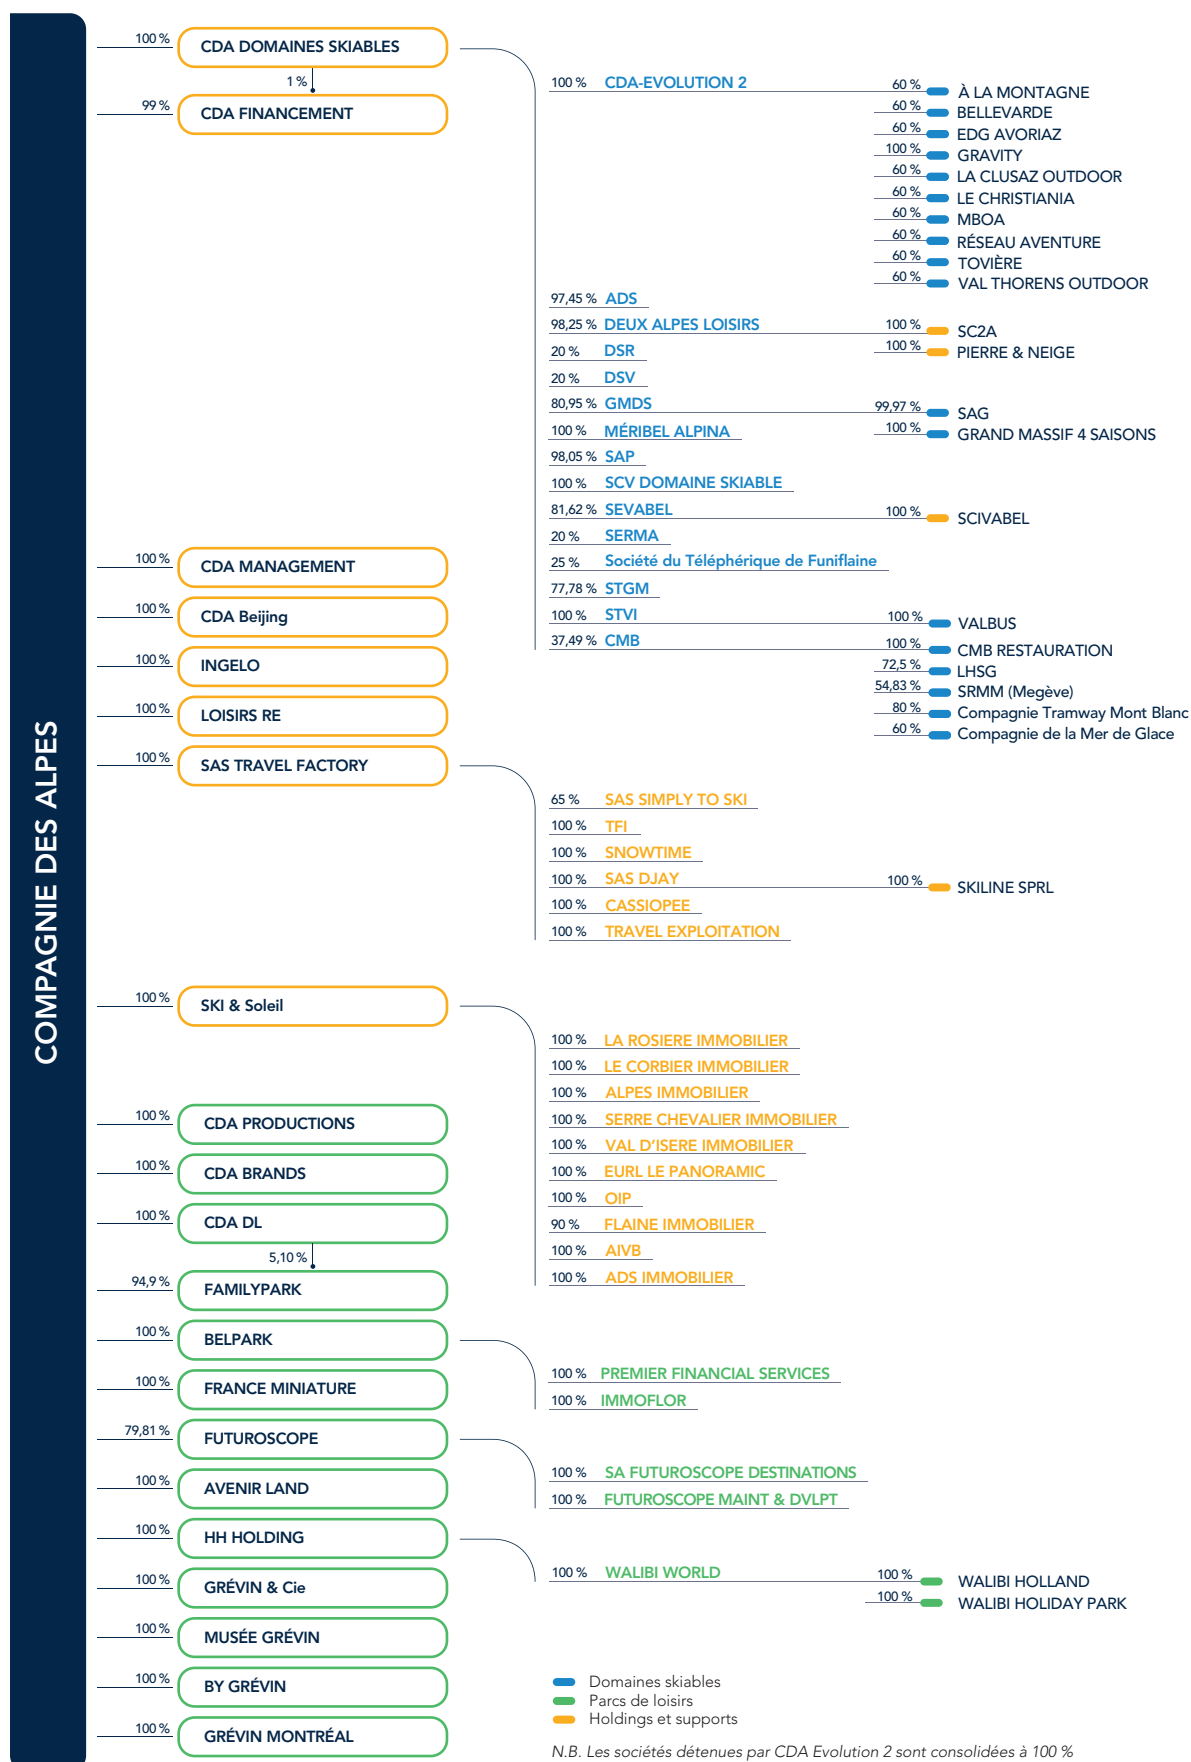 COMPAGNIE DES ALPES
100 % CDA DOMAINES SKIABLES
1 %
99 % CDA FINANCEMENT
100 % CDA-EVOLUTION 2
60 % À LA MONTAGNE
60 % BELLEVARDE
60 % EDG AVORIAZ
100 % GRAVITY
60 % LA CLUSAZ OUTDOOR
60 % LE CHRISTIANIA
60 % MBOA
60 % RÉSEAU AVENTURE
60 % TOVIÈRE
60 % VAL THORENS OUTDOOR
97,45 % ADS
98,25 % DEUX ALPES LOISIRS
100 % SC2A
100 % PIERRE & NEIGE
20 % DSR
20 % DSV
80,95 % GMDS
99,97 % SAG
100 % GRAND MASSIF 4 SAISONS
100 % MÉRIBEL ALPINA
98,05 % SAP
100 % SCV DOMAINE SKIABLE
81,62 % SEVABEL
100 % SCIVABEL
20 % SERMA
25 % Société du Téléphérique de Funiflaine
77,78 % STGM
100 % STVI
100 % VALBUS
37,49 % CMB
100 % CMB RESTAURATION
72,5 % LHSG
54,83 % SRMM (Megève)
80 % Compagnie Tramway Mont Blanc
60 % Compagnie de la Mer de Glace
100 % CDA MANAGEMENT
100 % CDA Beijing
100 % INGELO
100 % LOISIRS RE
100 % SAS TRAVEL FACTORY
65 % SAS SIMPLY TO SKI
100 % TFI
100 % SNOWTIME
100 % SAS DJAY
100 % SKILINE SPRL
100 % CASSIOPEE
100 % TRAVEL EXPLOITATION
100 % SKI & Soleil
100 % LA ROSIERE IMMOBILIER
100 % LE CORBIER IMMOBILIER
100 % ALPES IMMOBILIER
100 % SERRE CHEVALIER IMMOBILIER
100 % VAL D'ISERE IMMOBILIER
100 % EURL LE PANORAMIC
100 % OIP
90 % FLAINE IMMOBILIER
100 % AIVB
100 % ADS IMMOBILIER
100 % CDA PRODUCTIONS
100 % CDA BRANDS
100 % CDA DL
5,10 %
94,9 % FAMILYPARK
100 % BELPARK
100 % PREMIER FINANCIAL SERVICES
100 % IMMOFLOR
100 % FRANCE MINIATURE
79,81 % FUTUROSCOPE
100 % SA FUTUROSCOPE DESTINATIONS
100 % FUTUROSCOPE MAINT & DVLPT
100 % AVENIR LAND
100 % HH HOLDING
100 % WALIBI WORLD
100 % WALIBI HOLLAND
100 % WALIBI HOLIDAY PARK
100 % GRÉVIN & Cie
100 % MUSÉE GRÉVIN
100 % BY GRÉVIN
100 % GRÉVIN MONTRÉAL
Domaines skiables
Parcs de loisirs
Holdings et supports
N.B. Les sociétés détenues par CDA Evolution 2 sont consolidées à 100 %